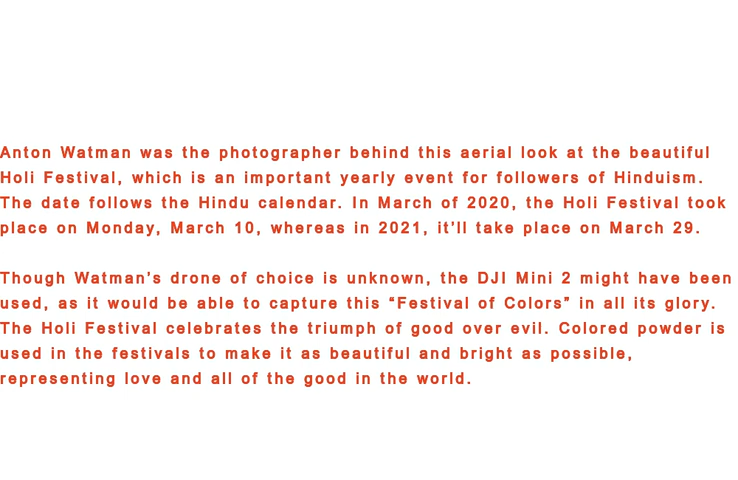 Anton Watman was the photographer behind this aerial look at the beautiful
Holi Festival, which is an important yearly event for followers of Hinduism.
The date follows the Hindu calendar. In March of 2020, the Holi Festival took
place on Monday, March 10, whereas in 2021, it’ll take place on March 29.
Though Watman’s drone of choice is unknown, the DJI Mini 2 might have been
used, as it would be able to capture this “Festival of Colors” in all its glory.
The Holi Festival celebrates the triumph of good over evil. Colored powder is
used in the festivals to make it as beautiful and bright as possible,
representing love and all of the good in the world.